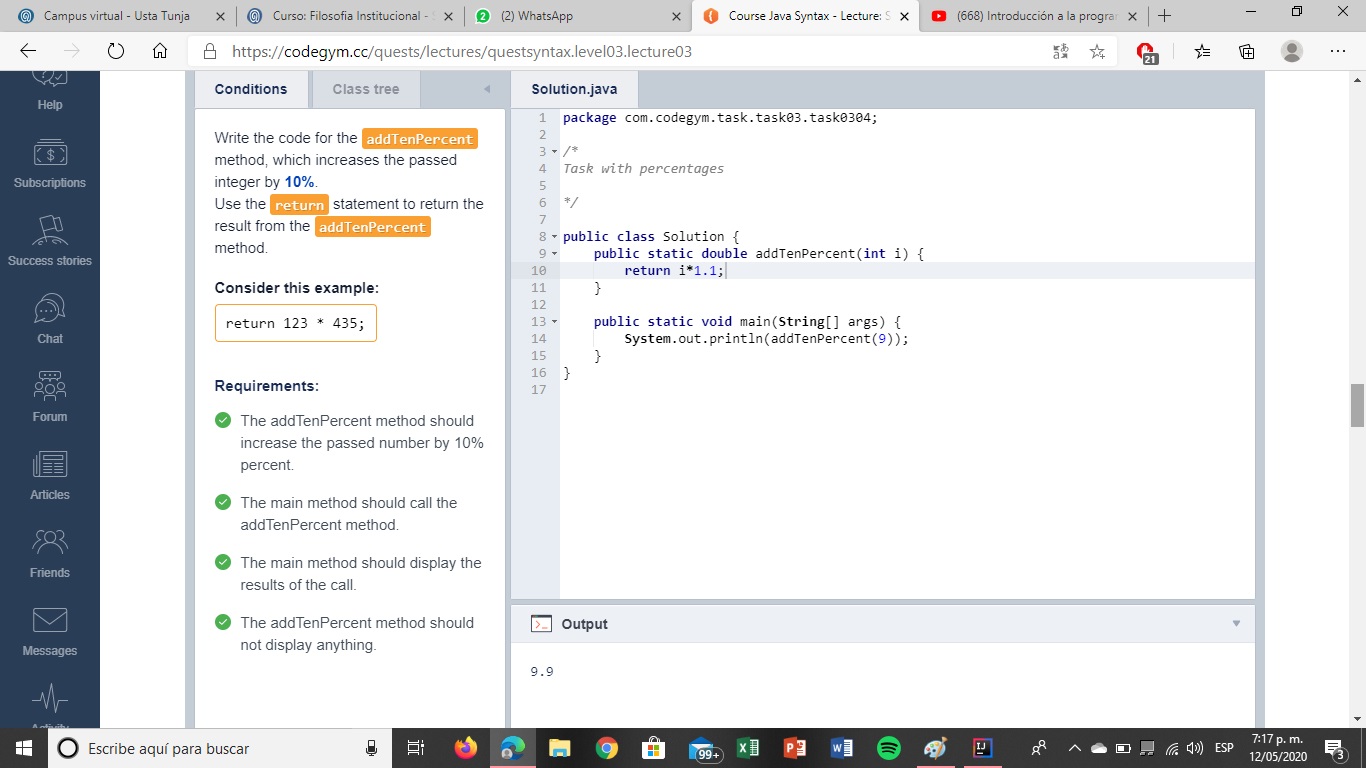 Campus virtual - Usta Tunja
Curso: Filosofia Institucional -
2 (2) WhatsApp
Course Java Syntax - Lecture: S
(668) Introducción a la progra
https://codegym.cc/quests/lectures/questsyntax.level03.lecture03
21
Help
Subscriptions
Success stories
Chat
Forum
Articles
Friends
Messages
Activity
Conditions
Class tree
Write the code for the addTenPercent
method, which increases the passed
integer by 10%.
Use the return statement to return the
result from the addTenPercent
method.
Consider this example:
return 123 * 435;
Requirements:
The addTenPercent method should
increase the passed number by 10%
percent.
The main method should call the
addTenPercent method.
The main method should display the
results of the call.
The addTenPercent method should
not display anything.
Solution.java
1 package com.codegym.task.task03.task0304;
2
3 /*
4 Task with percentages
5
6 */
7
8 public class Solution {
9 public static double addTenPercent(int i) {
10 return i*1.1;
11 }
12
13 public static void main(String[] args) {
14 System.out.println(addTenPercent(9));
15 }
16 }
17
Output
9.9
Escribe aquí para buscar
99+
ESP
7:17 p. m.
12/05/2020
3